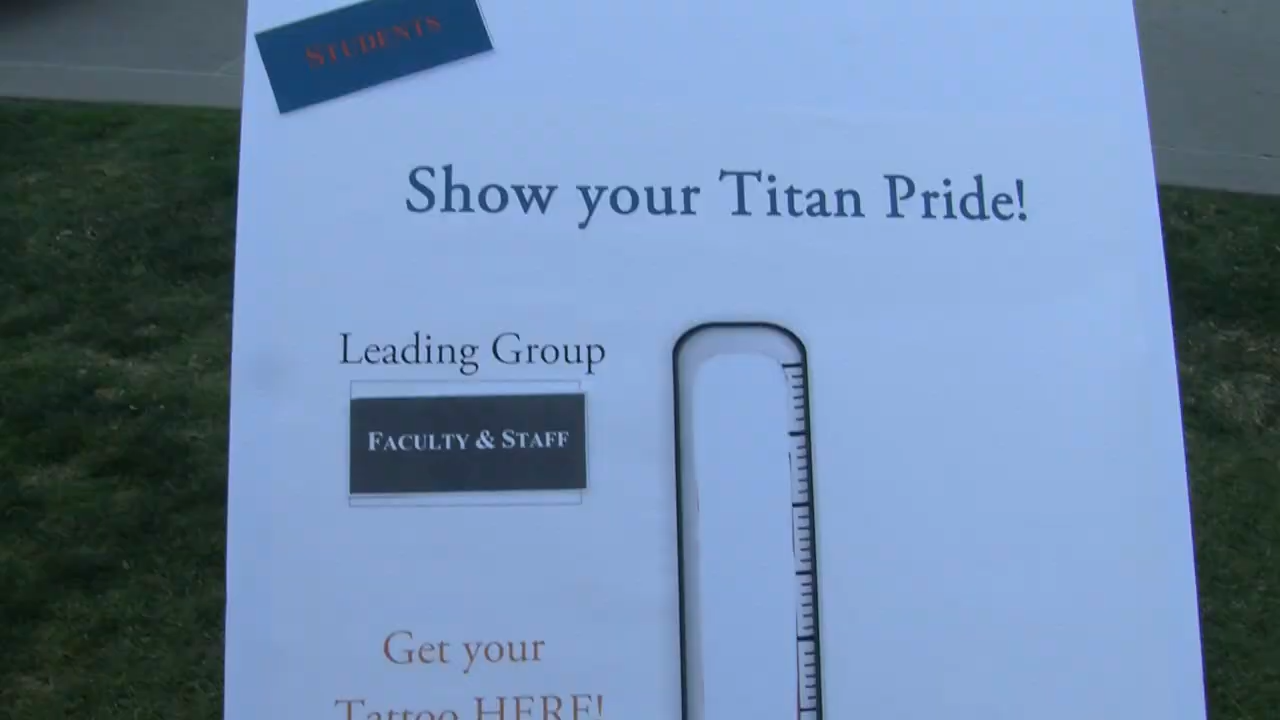 STUDENTS
Show your Titan Pride!
Leading Group
FACULTY & STAFF
Get your
Tattoo HERE!